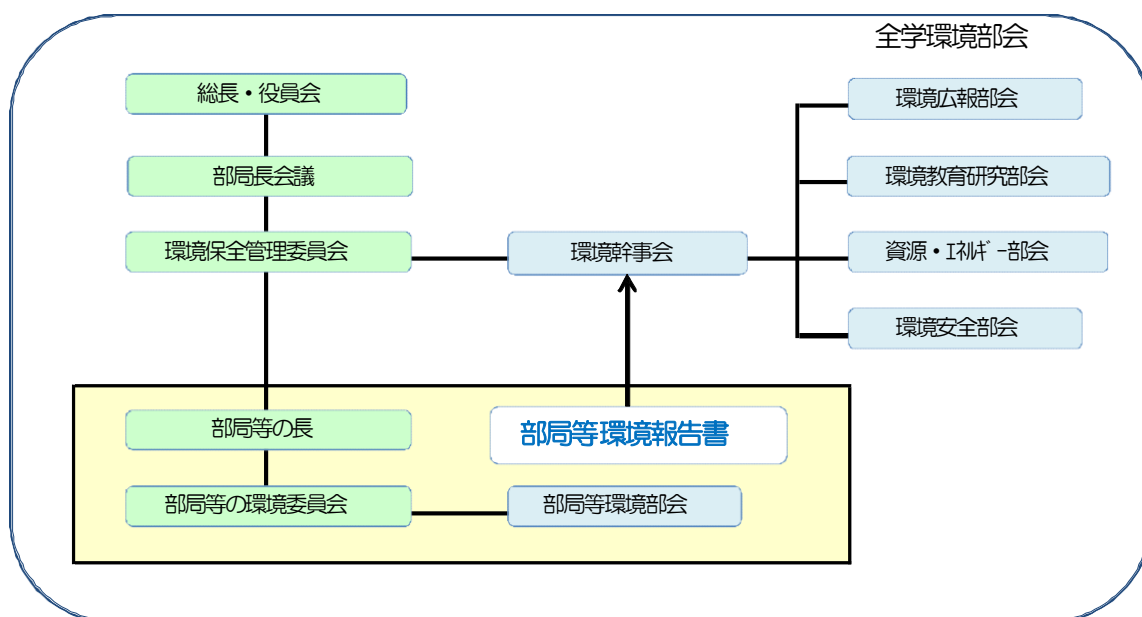 全学環境部会
総長・役員会
部局長会議
環境保全管理委員会
環境幹事会
環境広報部会
環境教育研究部会
資源・ｴﾈﾙｷﾞｰ部会
環境安全部会
部局等の長
部局等環境報告書
部局等の環境委員会
部局等環境部会